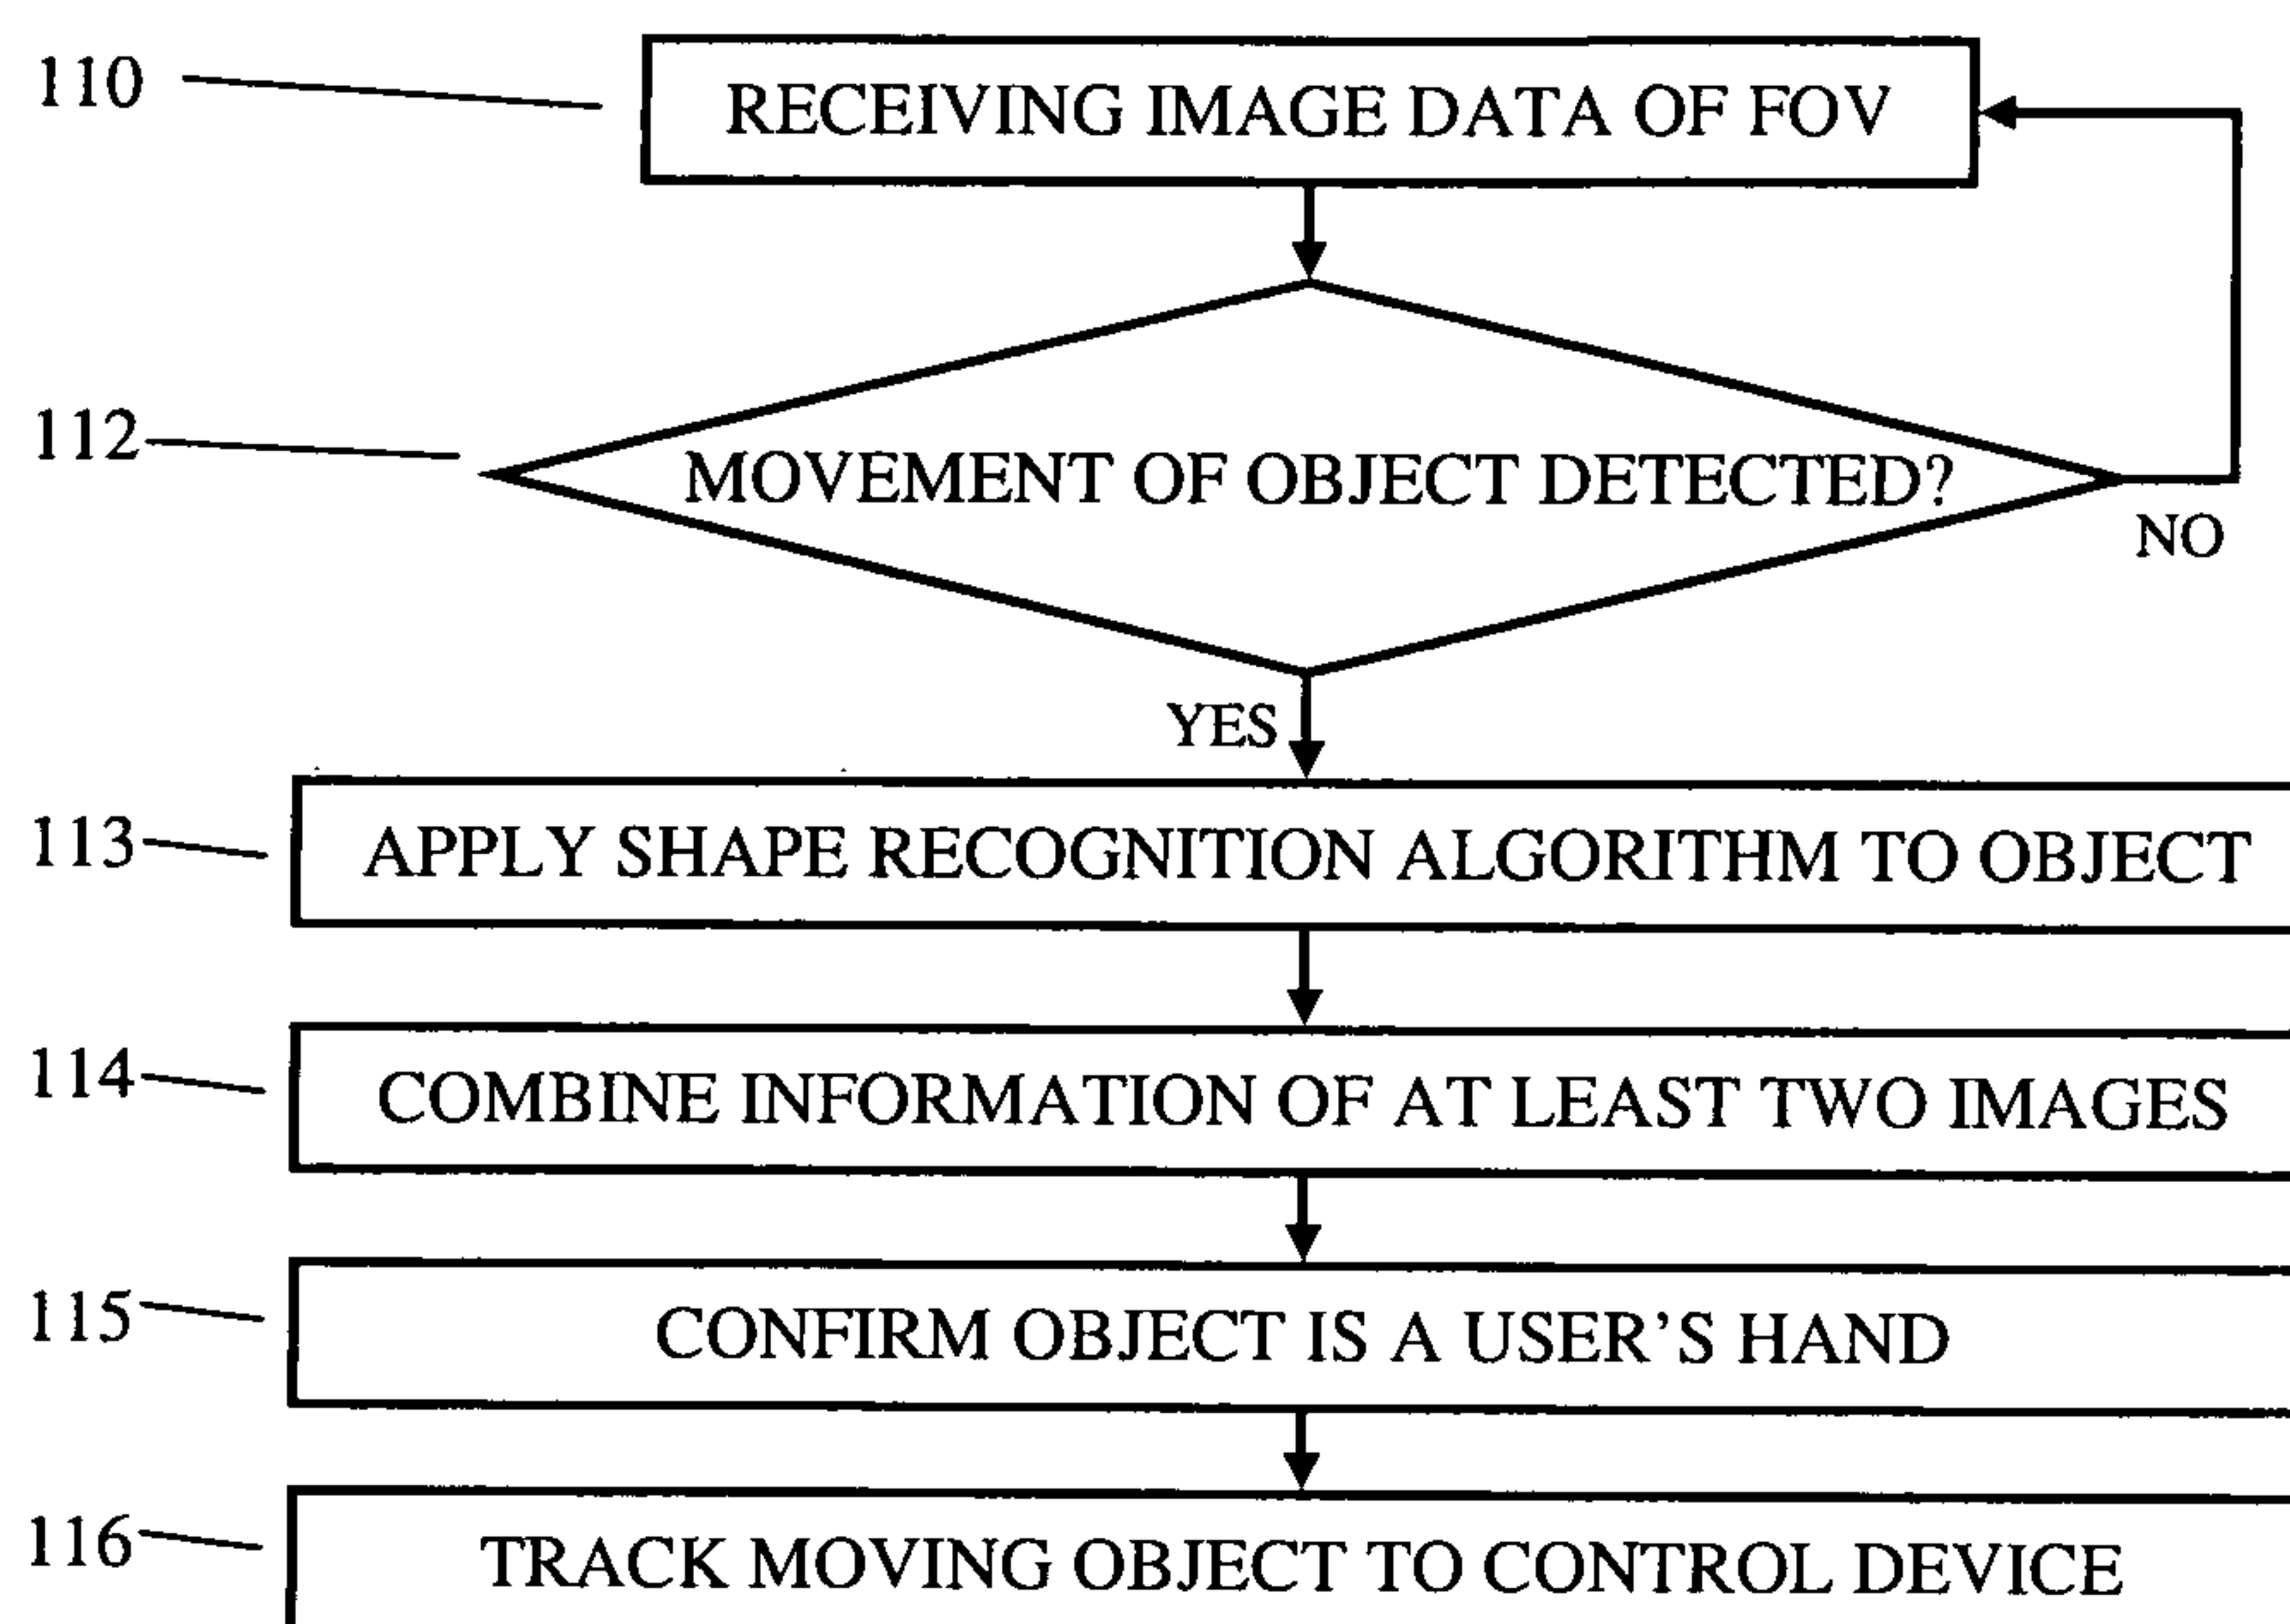 110
RECEIVING IMAGE DATA OF FOV
112
MOVEMENT OF OBJECT DETECTED?
NO
YES
113
APPLY SHAPE RECOGNITION ALGORITHM TO OBJECT
114
COMBINE INFORMATION OF AT LEAST TWO IMAGES
115
CONFIRM OBJECT IS A USER'S HAND
116
TRACK MOVING OBJECT TO CONTROL DEVICE